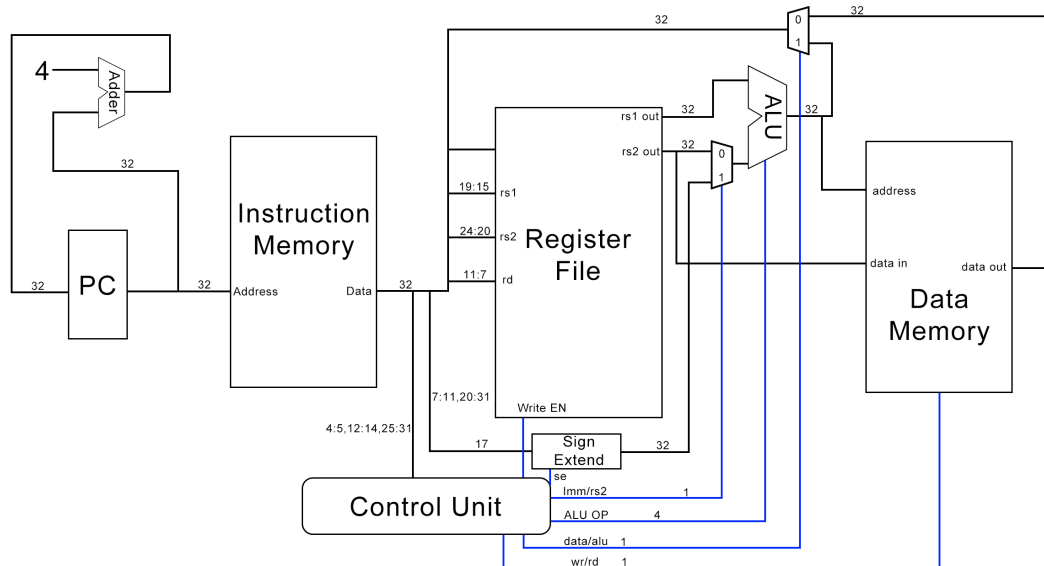 32
32
0
1
4
Adder
32
PC
32
32
Instruction
Memory
Address
Data
32
19:15
rs1
24:20
rs2
11:7
rd
Register
File
rs1 out
rs2 out
Write EN
32
32
0
1
ALU
32
address
data in
data out
Data
Memory
7:11,20:31
4:5,12:14,25:31
17
Sign
Extend
32
se
Control Unit
Imm/rs2
1
ALU OP
4
data/alu
1
wr/rd
1